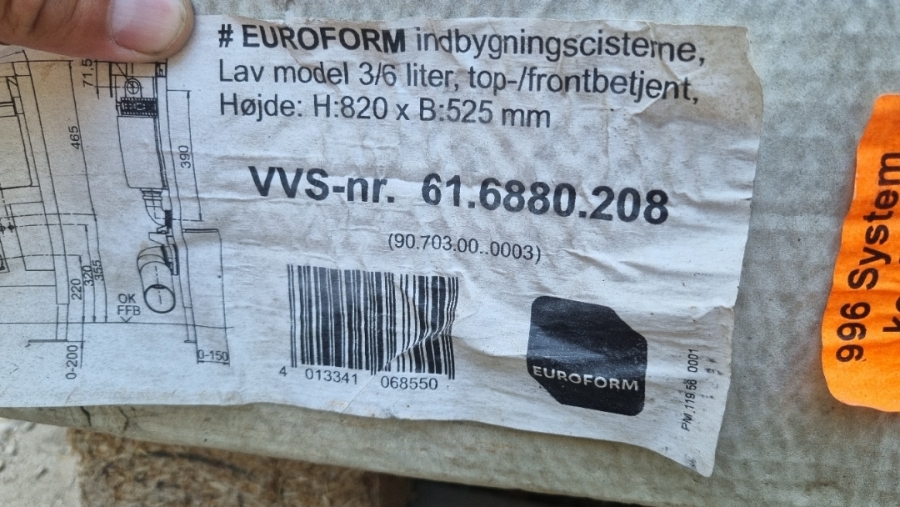 # EUROFORM indbygningscisterne,
Lav model 3/6 liter, top-/frontbetjent,
Højde: H:820 x B:525 mm
VVS-nr. 61.6880.208
(90.703.00..0003)
4 013341 068550
EUROFORM
PM 119 56 0001
71,5
465
390
220
320
355
OK
FFB
0-200
0-150
996 System